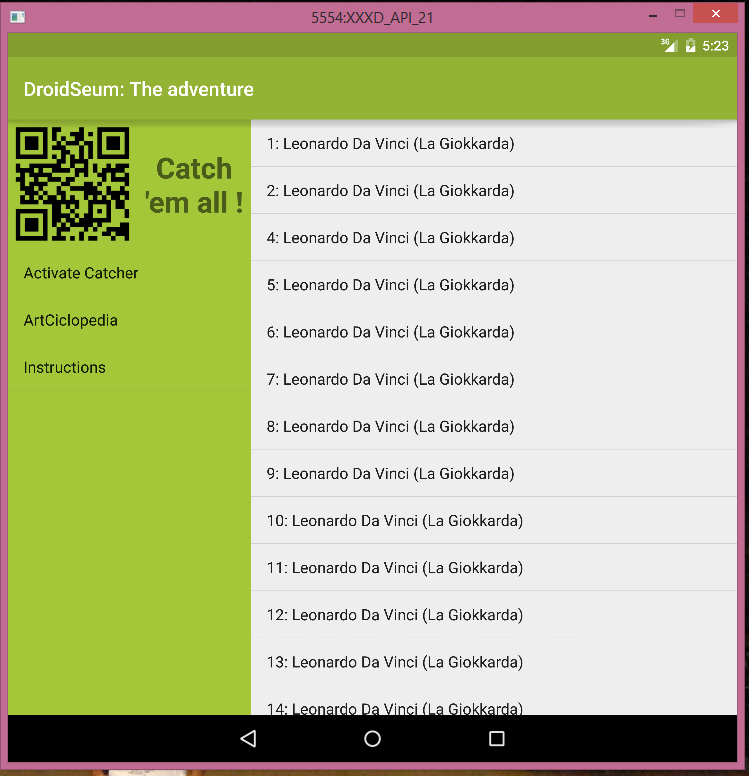 5554:XXXD_API_21
3G 5:23
DroidSeum: The adventure
Catch
'em all !
Activate Catcher
ArtCiclopedia
Instructions
1: Leonardo Da Vinci (La Giokkarda)
2: Leonardo Da Vinci (La Giokkarda)
4: Leonardo Da Vinci (La Giokkarda)
5: Leonardo Da Vinci (La Giokkarda)
6: Leonardo Da Vinci (La Giokkarda)
7: Leonardo Da Vinci (La Giokkarda)
8: Leonardo Da Vinci (La Giokkarda)
9: Leonardo Da Vinci (La Giokkarda)
10: Leonardo Da Vinci (La Giokkarda)
11: Leonardo Da Vinci (La Giokkarda)
12: Leonardo Da Vinci (La Giokkarda)
13: Leonardo Da Vinci (La Giokkarda)
14: Leonardo Da Vinci (La Giokkarda)